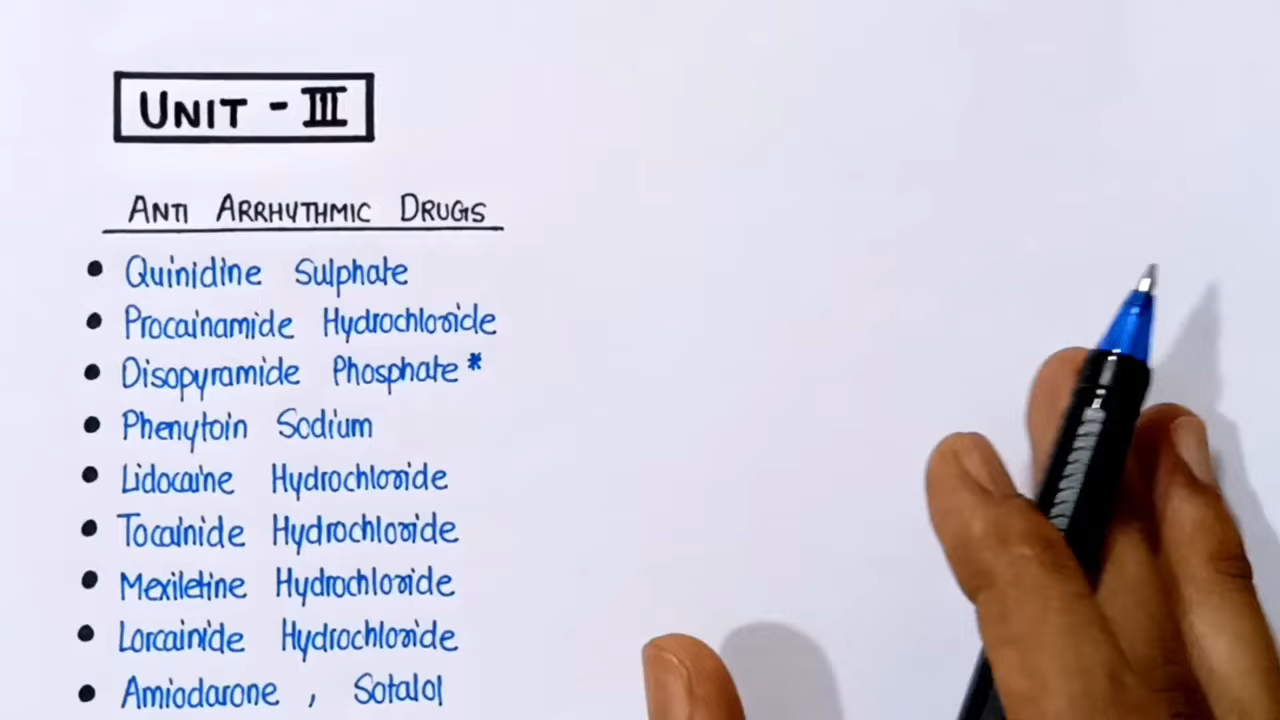 UNIT - III
ANTI ARRHYTHMIC DRUGS
• Quinidine Sulphate
• Procainamide Hydrochloride
• Disopyramide Phosphate*
• Phenytoin Sodium
• Lidocaine Hydrochloride
• Tocainide Hydrochloride
• Mexiletine Hydrochloride
• Lorcainide Hydrochloride
• Amiodarone , Sotalol